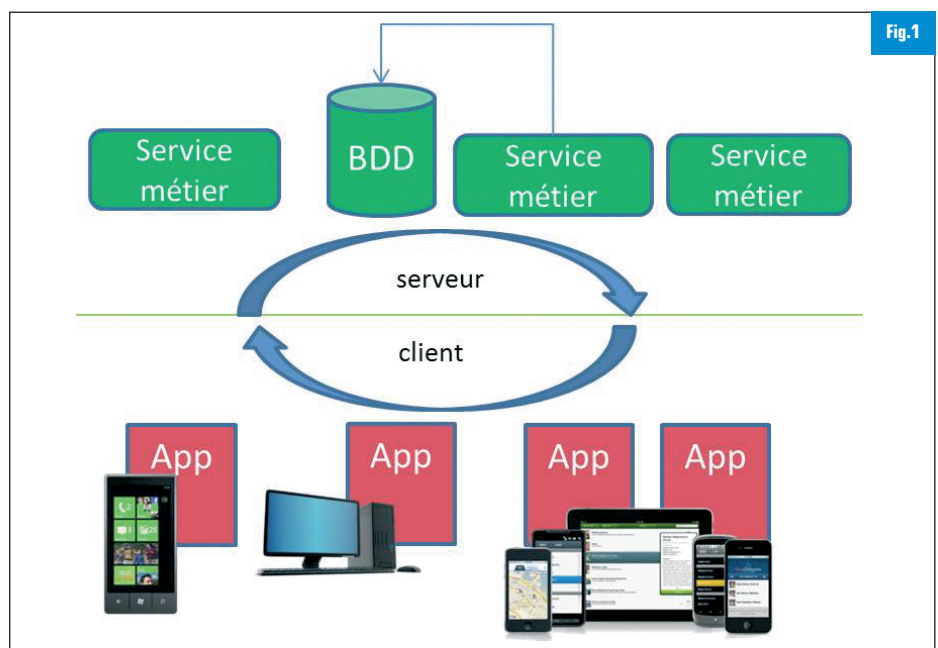 Fig.1
Service
métier
BDD
Service
métier
Service
métier
serveur
client
App
App
App
App